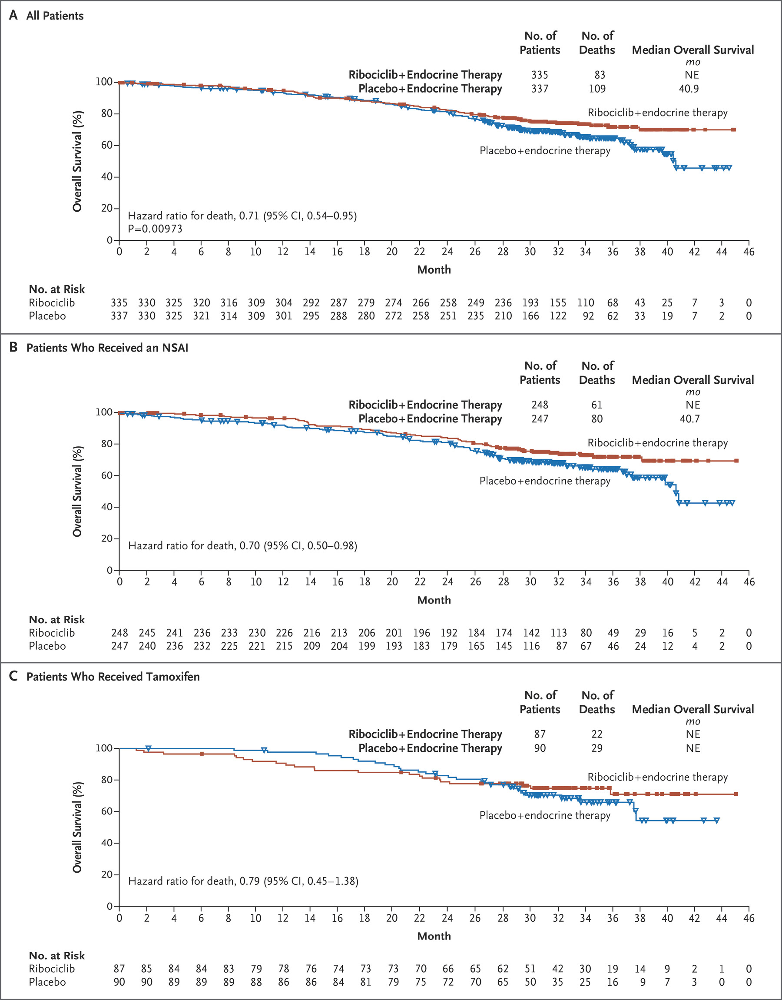 A All Patients
No. of Patients No. of Deaths Median Overall Survival
mo
Ribociclib+Endocrine Therapy 335 83 NE
Placebo+Endocrine Therapy 337 109 40.9
Overall Survival (%)
100
80
60
40
20
0
Ribociclib+endocrine therapy
Placebo+endocrine therapy
Hazard ratio for death, 0.71 (95% CI, 0.54–0.95)
P=0.00973
0 2 4 6 8 10 12 14 16 18 20 22 24 26 28 30 32 34 36 38 40 42 44 46
Month
No. at Risk
Ribociclib 335 330 325 320 316 309 304 292 287 279 274 266 258 249 236 193 155 110 68 43 25 7 3 0
Placebo 337 330 325 321 314 309 301 295 288 280 272 258 251 235 210 166 122 92 62 33 19 7 2 0
B Patients Who Received an NSAI
No. of Patients No. of Deaths Median Overall Survival
mo
Ribociclib+Endocrine Therapy 248 61 NE
Placebo+Endocrine Therapy 247 80 40.7
Overall Survival (%)
100
80
60
40
20
0
Ribociclib+endocrine therapy
Placebo+endocrine therapy
Hazard ratio for death, 0.70 (95% CI, 0.50–0.98)
0 2 4 6 8 10 12 14 16 18 20 22 24 26 28 30 32 34 36 38 40 42 44 46
Month
No. at Risk
Ribociclib 248 245 241 236 233 230 226 216 213 206 201 196 192 184 174 142 113 80 49 29 16 5 2 0
Placebo 247 240 236 232 225 221 215 209 204 199 193 183 179 165 145 116 87 67 46 24 12 4 2 0
C Patients Who Received Tamoxifen
No. of Patients No. of Deaths Median Overall Survival
mo
Ribociclib+Endocrine Therapy 87 22 NE
Placebo+Endocrine Therapy 90 29 NE
Overall Survival (%)
100
80
60
40
20
0
Ribociclib+endocrine therapy
Placebo+endocrine therapy
Hazard ratio for death, 0.79 (95% CI, 0.45–1.38)
0 2 4 6 8 10 12 14 16 18 20 22 24 26 28 30 32 34 36 38 40 42 44 46
Month
No. at Risk
Ribociclib 87 85 84 84 83 79 78 76 74 73 73 70 66 65 62 51 42 30 19 14 9 2 1 0
Placebo 90 90 89 89 89 88 86 86 84 81 79 75 72 70 65 50 35 25 16 9 7 3 0 0